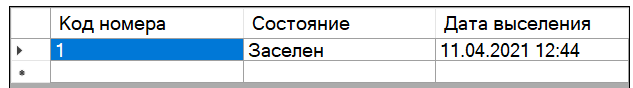 Код номера Состояние Дата выселения
1 Заселен 11.04.2021 12:44